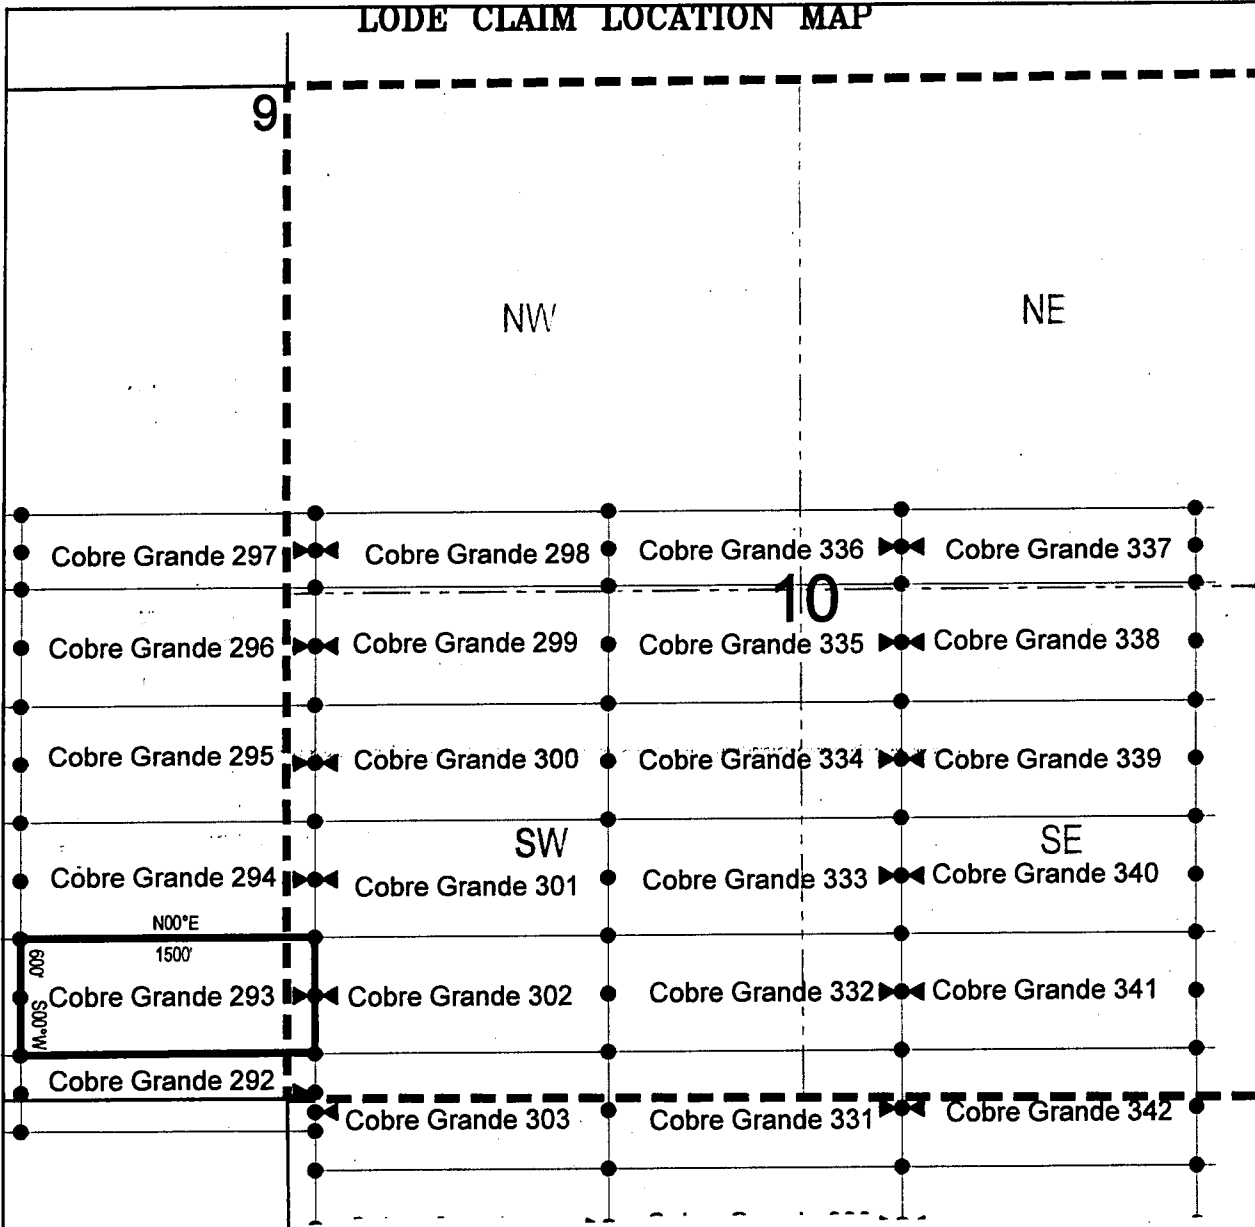 LODE CLAIM LOCATION MAP
9
NW
NE
Cobre Grande 297
Cobre Grande 298
Cobre Grande 336
Cobre Grande 337
10
Cobre Grande 296
Cobre Grande 299
Cobre Grande 335
Cobre Grande 338
Cobre Grande 295
Cobre Grande 300
Cobre Grande 334
Cobre Grande 339
SW
SE
Cobre Grande 294
Cobre Grande 301
Cobre Grande 333
Cobre Grande 340
N00°E
1500'
600'
S00°W
Cobre Grande 293
Cobre Grande 302
Cobre Grande 332
Cobre Grande 341
Cobre Grande 292
Cobre Grande 303
Cobre Grande 331
Cobre Grande 342